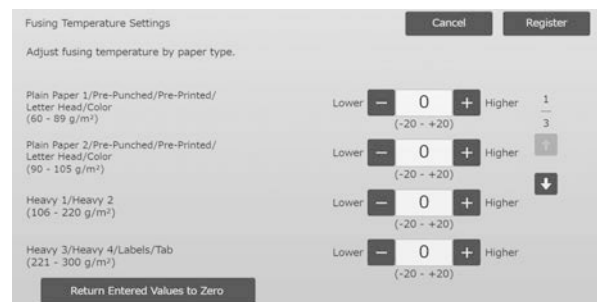 Fusing Temperature Settings
Cancel
Register
Adjust fusing temperature by paper type.
Plain Paper 1/Pre-Punched/Pre-Printed/
Letter Head/Color
(60 - 89 g/m²)
Lower − 0 + Higher
(-20 - +20)
1
3
Plain Paper 2/Pre-Punched/Pre-Printed/
Letter Head/Color
(90 - 105 g/m²)
Lower − 0 + Higher
(-20 - +20)
Heavy 1/Heavy 2
(106 - 220 g/m²)
Lower − 0 + Higher
(-20 - +20)
Heavy 3/Heavy 4/Labels/Tab
(221 - 300 g/m²)
Lower − 0 + Higher
(-20 - +20)
Return Entered Values to Zero